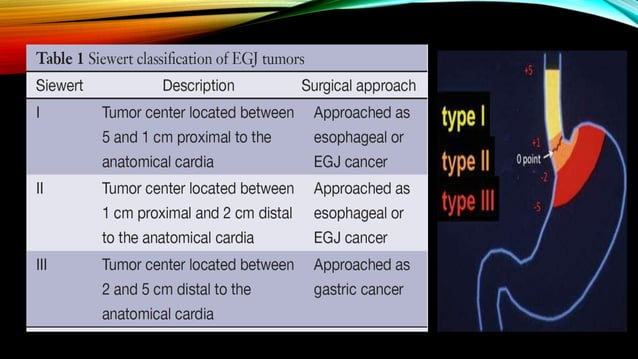 Table 1 Siewert classification of EGJ tumors
Siewert Description Surgical approach
I Tumor center located between Approached as
5 and 1 cm proximal to the esophageal or
anatomical cardia EGJ cancer
II Tumor center located between Approached as
1 cm proximal and 2 cm distal esophageal or
to the anatomical cardia EGJ cancer
III Tumor center located between Approached as
2 and 5 cm distal to the gastric cancer
anatomical cardia
+5
type I
+1
type II
0 point
-2
type III
-5